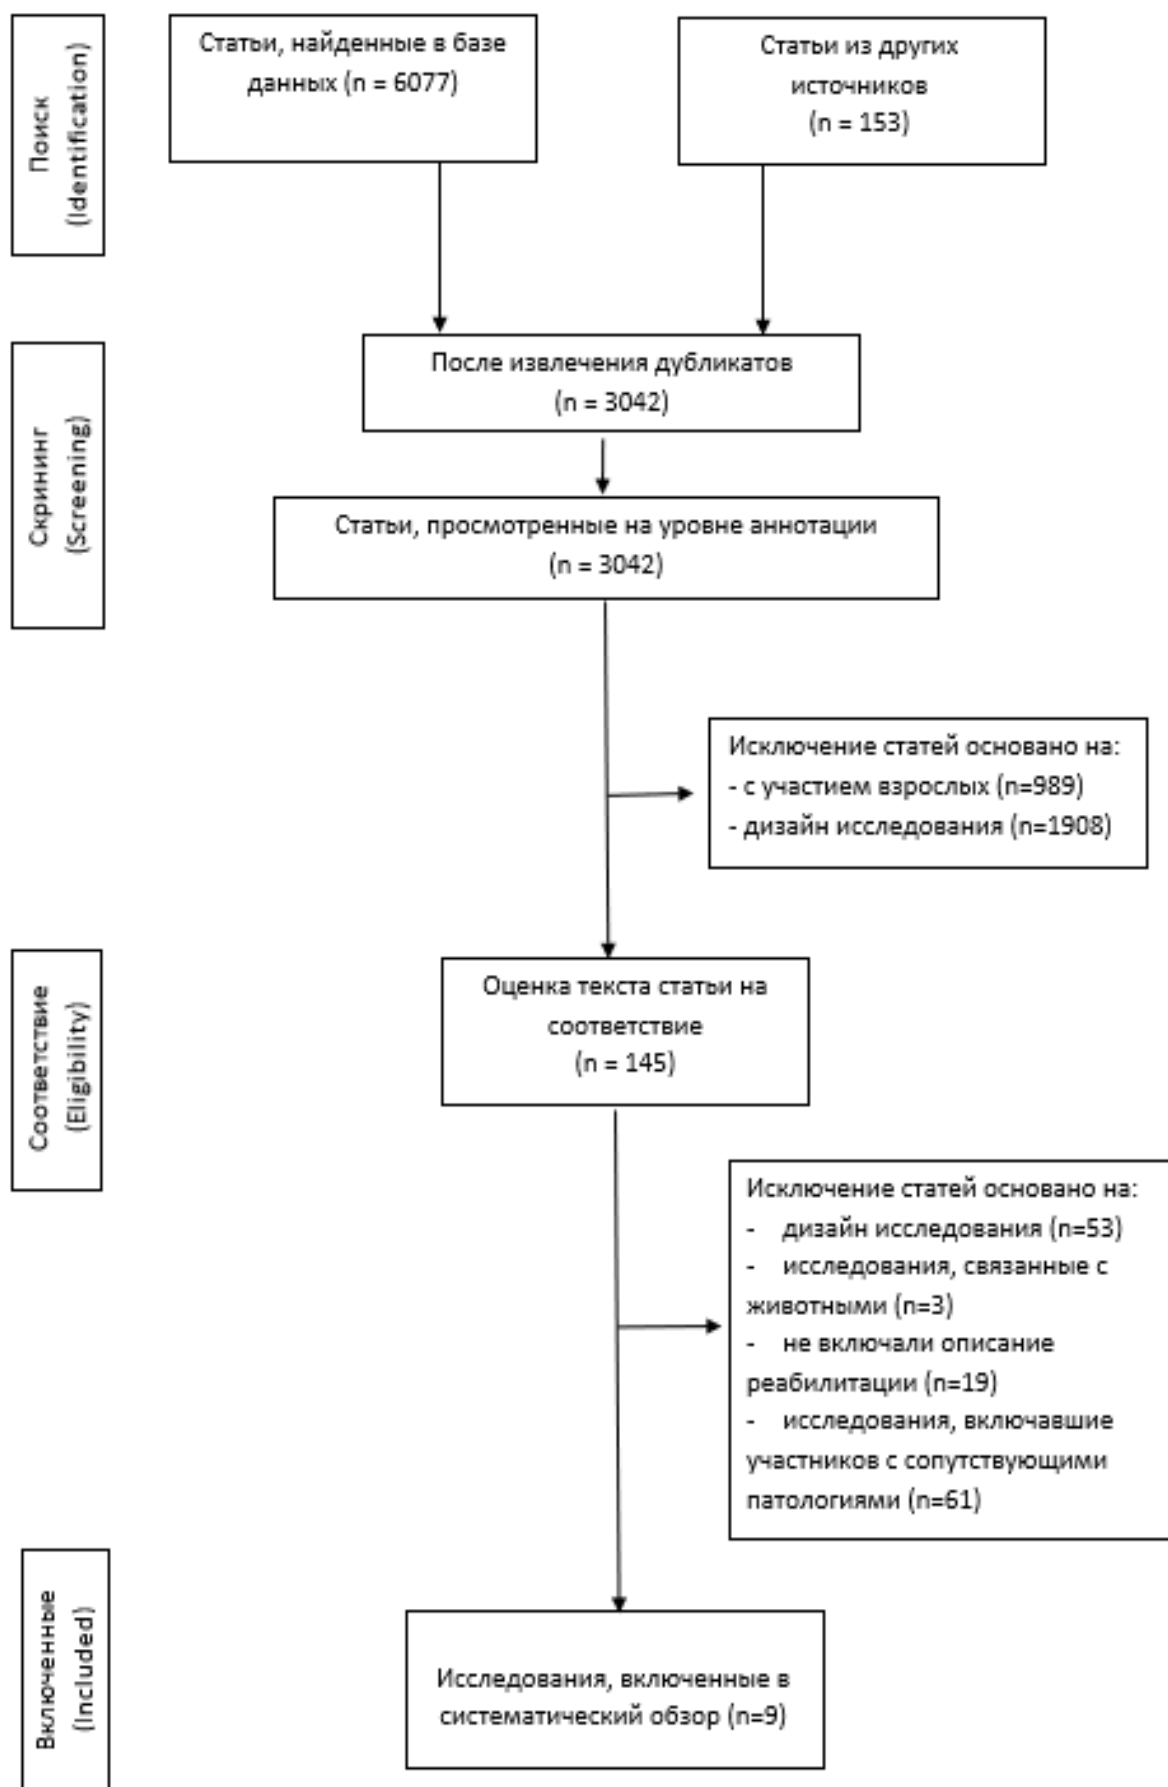 Поиск
(Identification)
Статьи, найденные в базе
данных (n = 6077)
Статьи из других
источников
(n = 153)
Скрининг
(Screening)
После извлечения дубликатов
(n = 3042)
Статьи, просмотренные на уровне аннотации
(n = 3042)
Исключение статей основано на:
- с участием взрослых (n=989)
- дизайн исследования (n=1908)
Соответствие
(Eligibility)
Оценка текста статьи на
соответствие
(n = 145)
Исключение статей основано на:
- дизайн исследования (n=53)
- исследования, связанные с
животными (n=3)
- не включали описание
реабилитации (n=19)
- исследования, включавшие
участников с сопутствующими
патологиями (n=61)
Включенные
(Included)
Исследования, включенные в
систематический обзор (n=9)